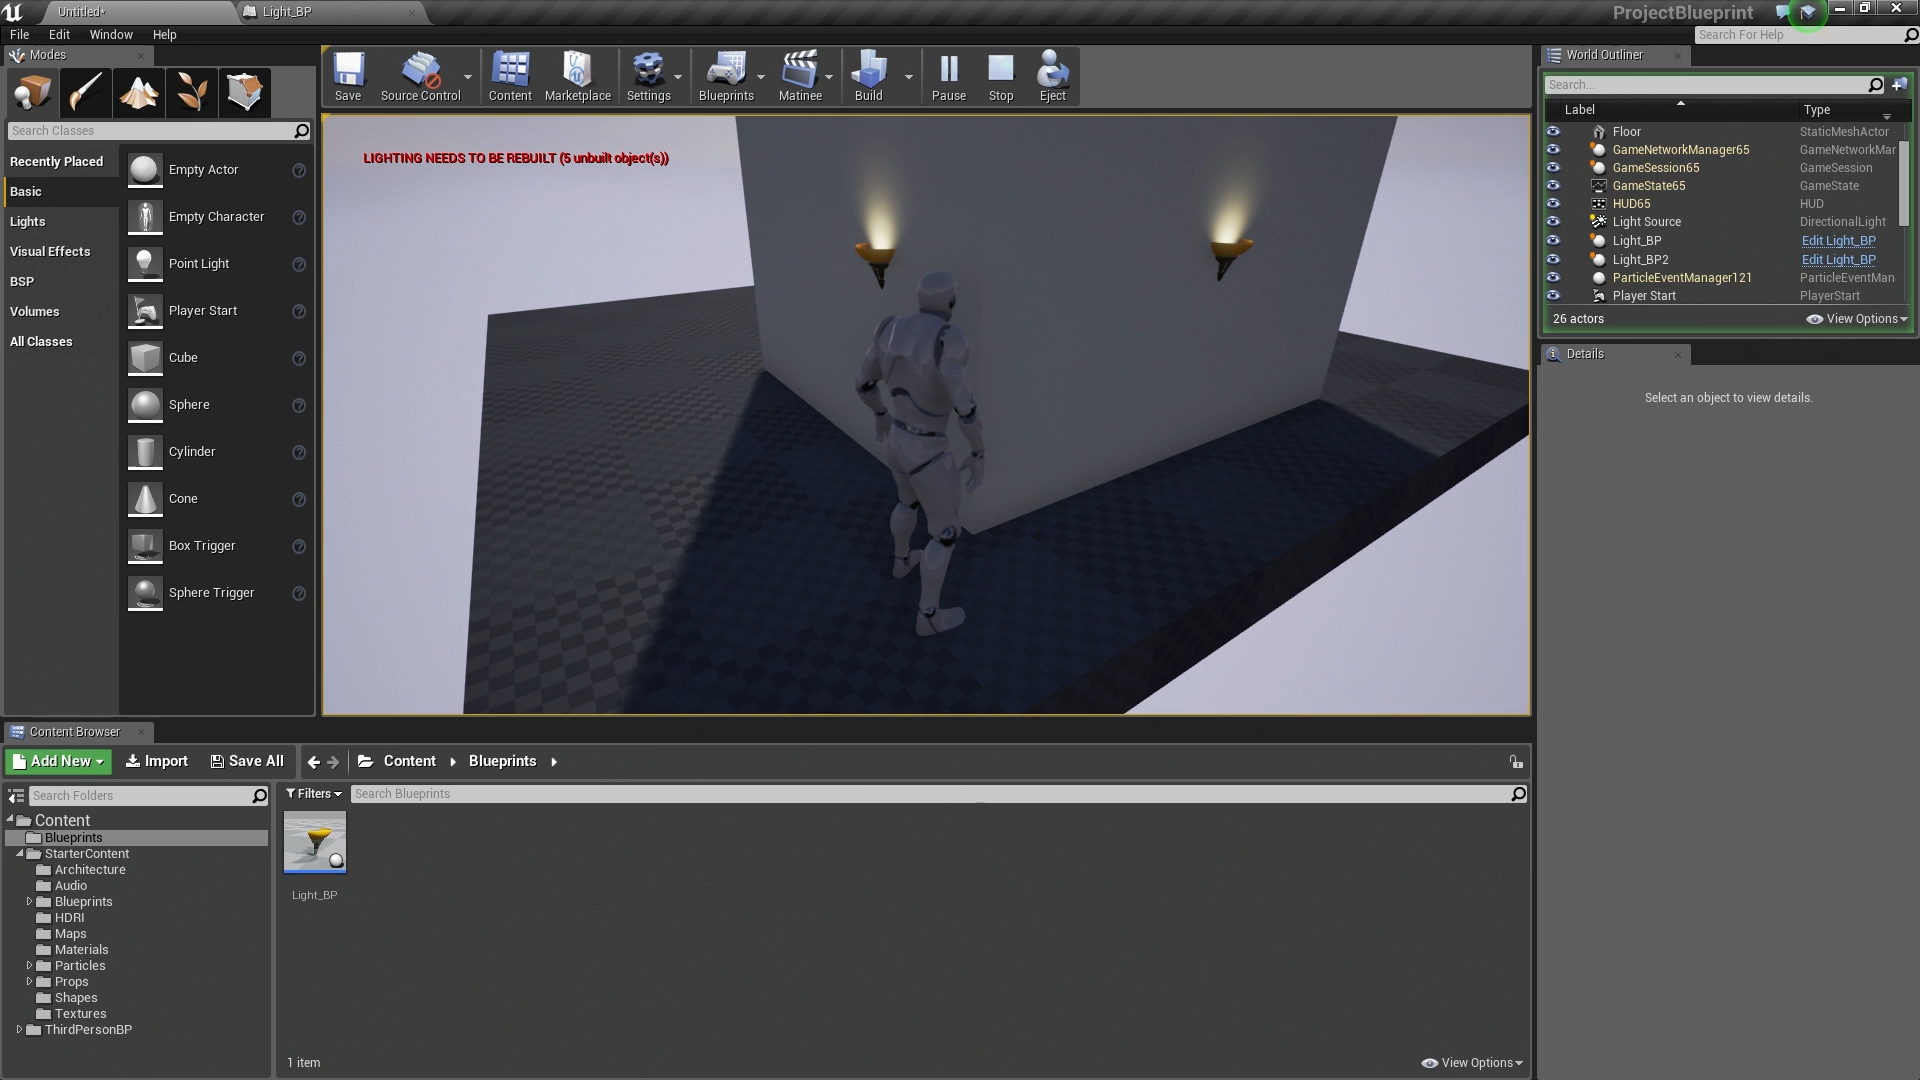 Untitled•
Light_BP
ProjectBlueprint
File Edit Window Help
Search For Help
Modes
Search Classes
Recently Placed
Basic
Lights
Visual Effects
BSP
Volumes
All Classes
Empty Actor
Empty Character
Point Light
Player Start
Cube
Sphere
Cylinder
Cone
Box Trigger
Sphere Trigger
Save Source Control Content Marketplace Settings Blueprints Matinee Build Pause Stop Eject
LIGHTING NEEDS TO BE REBUILT (5 unbuilt object(s))
World Outliner
Search...
Label Type
Floor StaticMeshActor
GameNetworkManager65 GameNetworkMar
GameSession65 GameSession
GameState65 GameState
HUD65 HUD
Light Source DirectionalLight
Light_BP Edit Light_BP
Light_BP2 Edit Light_BP
ParticleEventManager121 ParticleEventMan
Player Start PlayerStart
26 actors View Options
Details
Select an object to view details.
Content Browser
Add New Import Save All Content Blueprints
Search Folders
Filters Search Blueprints
Content
Blueprints
StarterContent
Architecture
Audio
Blueprints
HDRI
Maps
Materials
Particles
Props
Shapes
Textures
ThirdPersonBP
Light_BP
1 item View Options